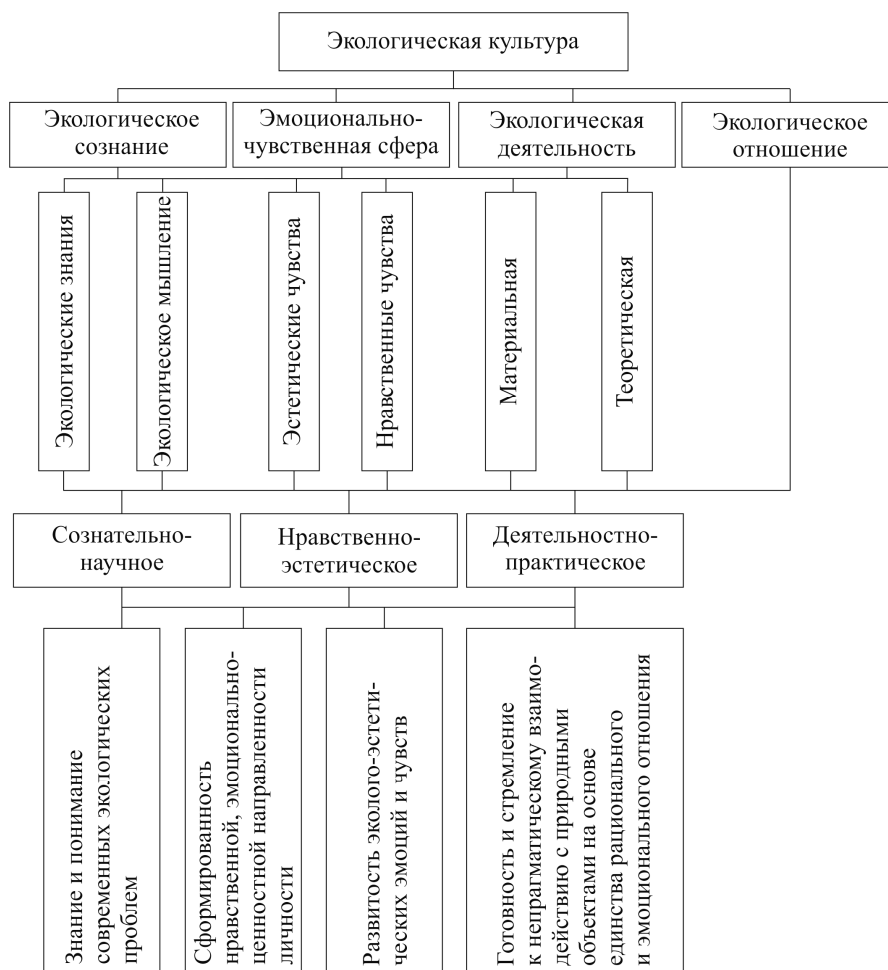 Экологическая культура
Экологическое
сознание
Эмоционально-
чувственная сфера
Экологическая
деятельность
Экологическое
отношение
Экологические знания
Экологическое мышление
Эстетические чувства
Нравственные чувства
Материальная
Теоретическая
Сознательно-
научное
Нравственно-
эстетическое
Деятельностно-
практическое
Знание и понимание
современных экологических
проблем
Сформированность
нравственной, эмоционально-
ценностной направленности
личности
Развитость эколого-эстети-
ческих эмоций и чувств
Готовность и стремление
к непрагматическому взаимо-
действию с природными
объектами на основе
единства рационального
и эмоционального отношения